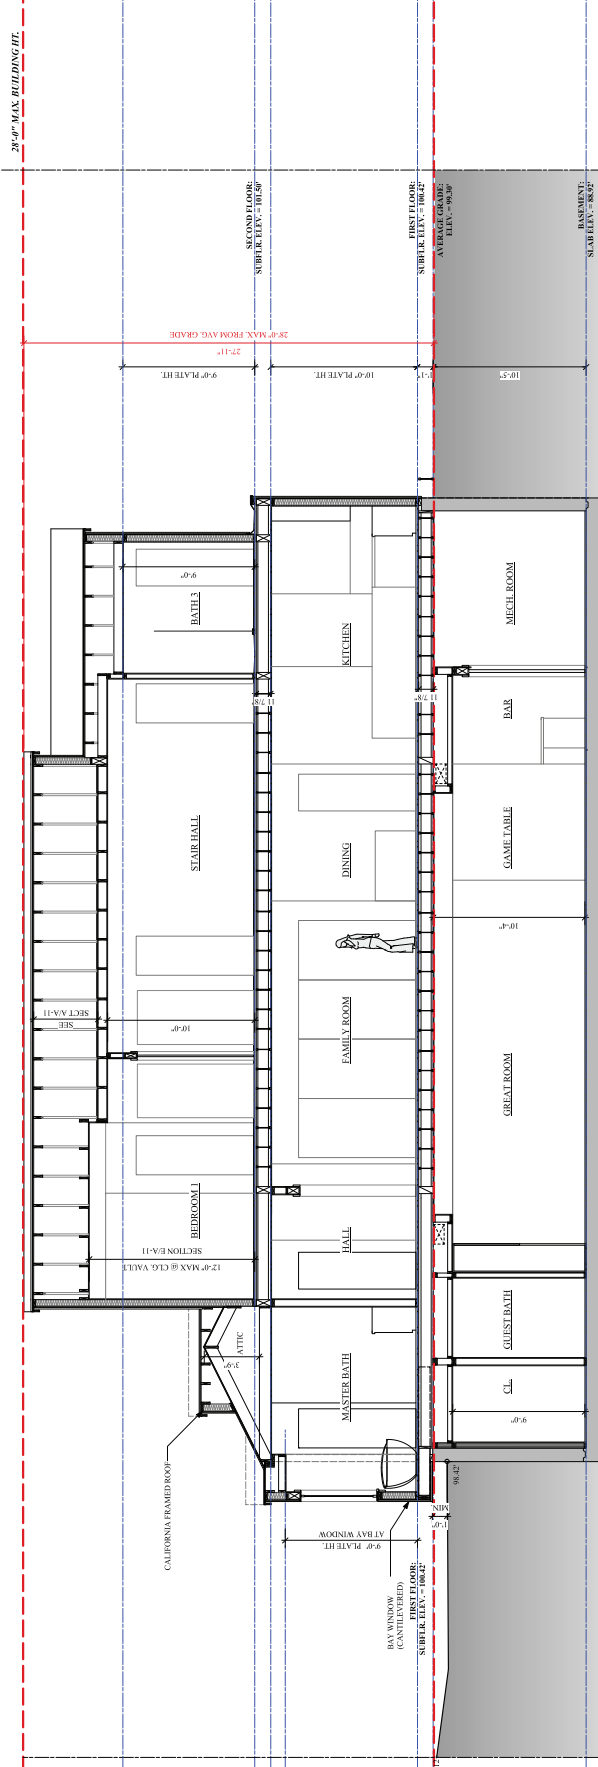 28'-0" MAX. BUILDING HT.
SECOND FLOOR:
SUBFLR. ELEV. = 101.50'
FIRST FLOOR:
SUBFLR. ELEV. = 100.42'
AVERAGE GRADE:
ELEV. = 99.30'
BASEMENT:
SLAB ELEV. = 88.92'
28'-0" MAX. FROM AVG. GRADE
27'-11"
9'-0" PLATE HT.
10'-0" PLATE HT.
1'-1"
10'-5"
9'-0"
BATH 3
KITCHEN
MECH. ROOM
11 7/8"
11 7/8"
BAR
STAIR HALL
DINING
GAME TABLE
10'-4"
SEE
SECT A/A-11
10'-0"
FAMILY ROOM
GREAT ROOM
BEDROOM 1
12'-0" MAX @ CLG. VAULT
SECTION E/A-11
HALL
ATTIC
3'-9"
MASTER BATH
GUEST BATH
CL.
9'-0"
CALIFORNIA FRAMED ROOF
98.42'
1'-0"
MIN.
9'-0" PLATE HT.
AT BAY WINDOW
BAY WINDOW
(CANTILEVERED)
FIRST FLOOR:
SUBFLR. ELEV. = 100.42'